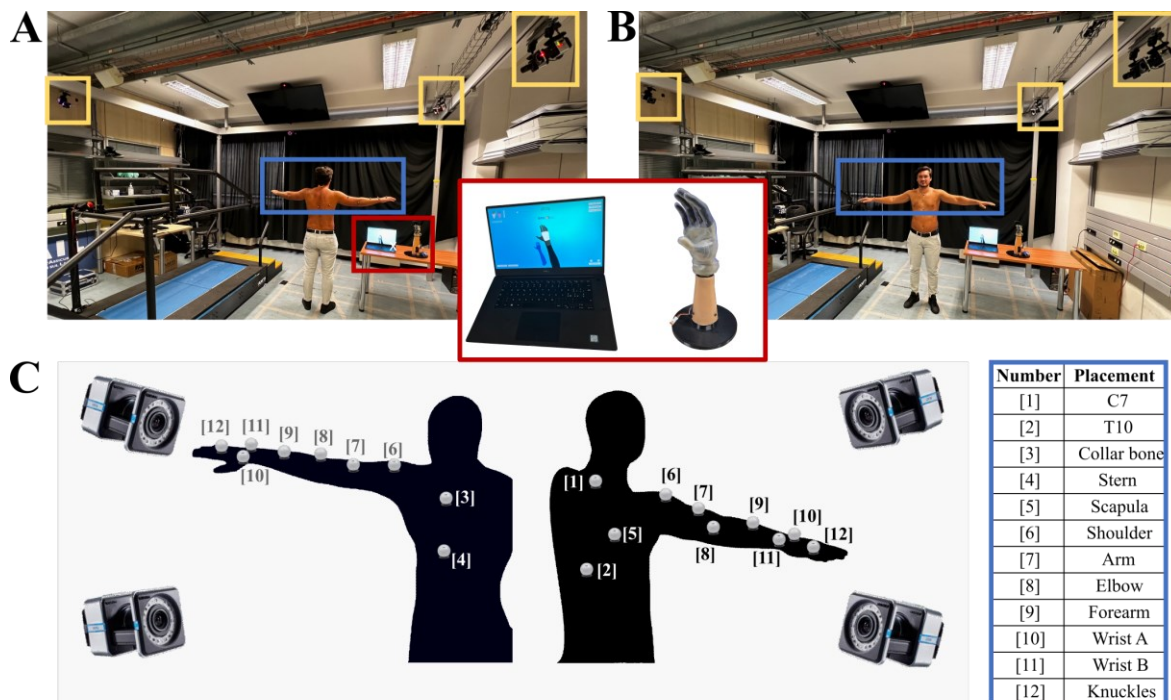 A
B
C
[12] [11] [9] [8] [7] [6]
[10]
[3]
[4]
[1]
[6]
[7]
[9]
[10]
[12]
[5]
[8]
[11]
[2]
Number Placement
[1] C7
[2] T10
[3] Collar bone
[4] Stern
[5] Scapula
[6] Shoulder
[7] Arm
[8] Elbow
[9] Forearm
[10] Wrist A
[11] Wrist B
[12] Knuckles